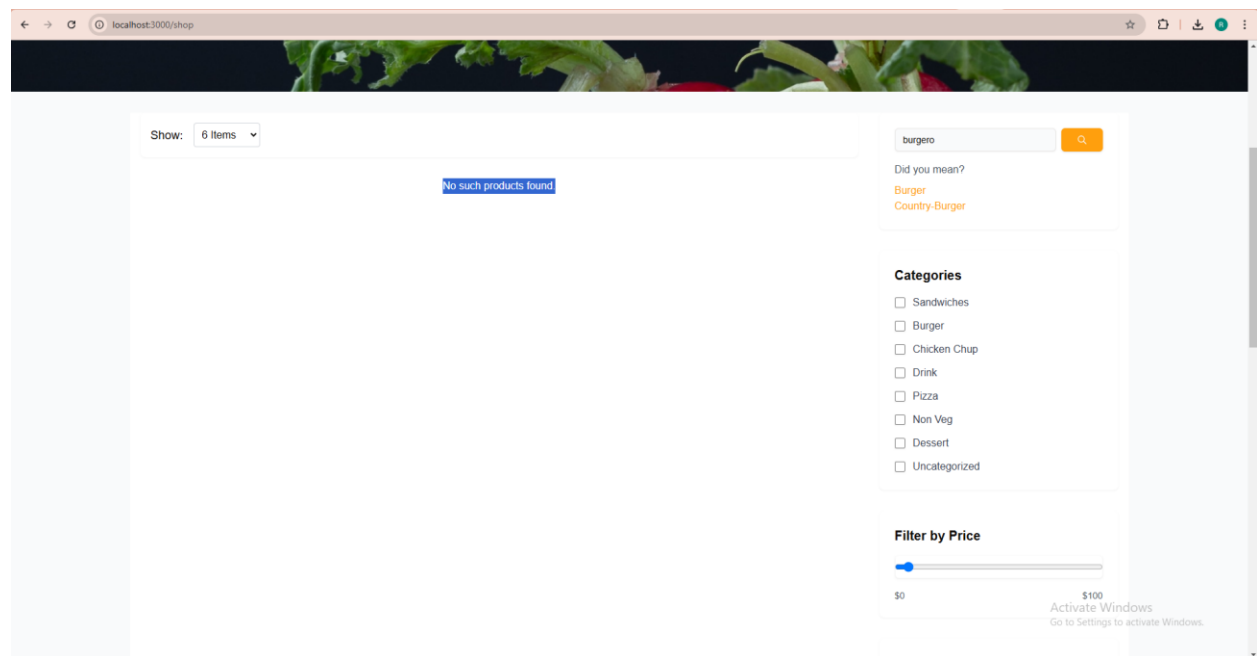 localhost:3000/shop
R
Show: 6 Items
No such products found.
burgero
Did you mean?
Burger
Country-Burger
Categories
Sandwiches
Burger
Chicken Chup
Drink
Pizza
Non Veg
Dessert
Uncategorized
Filter by Price
$0 $100
Activate Windows
Go to Settings to activate Windows.